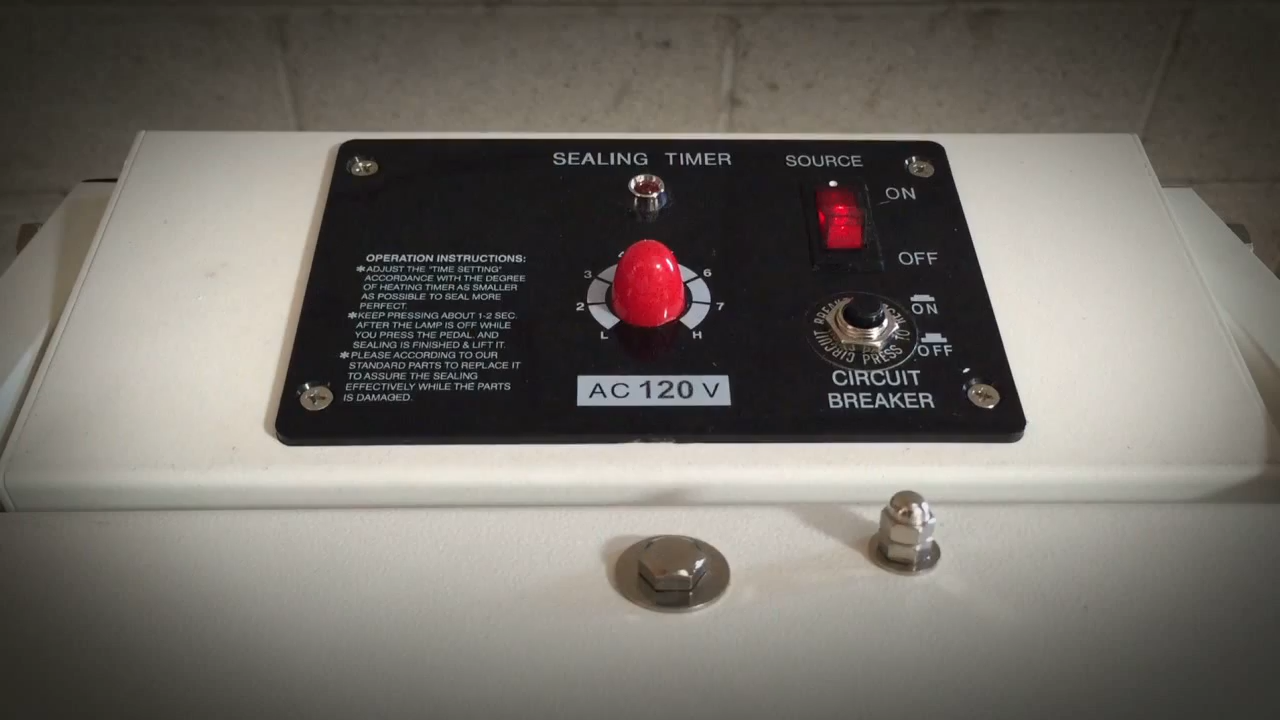 SEALING TIMER
SOURCE
ON
OFF
OPERATION INSTRUCTIONS:
*ADJUST THE "TIME SETTING"
ACCORDANCE WITH THE DEGREE
OF HEATING TIMER AS SMALLER
AS POSSIBLE TO SEAL MORE
PERFECT.
*KEEP PRESSING ABOUT 1-2 SEC.
AFTER THE LAMP IS OFF WHILE
YOU PRESS THE PEDAL. AND
SEALING IS FINISHED & LIFT IT.
*PLEASE ACCORDING TO OUR
STANDARD PARTS TO REPLACE IT
TO ASSURE THE SEALING
EFFECTIVELY WHILE THE PARTS
IS DAMAGED.
3
6
2
7
L
H
AC 120 V
ON
OFF
CIRCUIT
PRESS TO
CIRCUIT
BREAKER